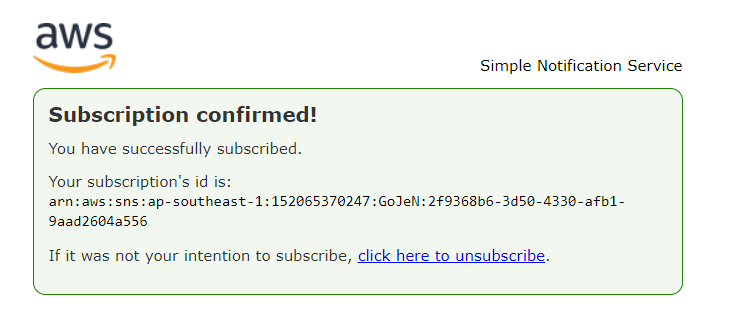 aws
Simple Notification Service
Subscription confirmed!
You have successfully subscribed.
Your subscription's id is:
arn:aws:sns:ap-southeast-1:152065370247:GoJeN:2f9368b6-3d50-4330-afb1-
9aad2604a556
If it was not your intention to subscribe, click here to unsubscribe.